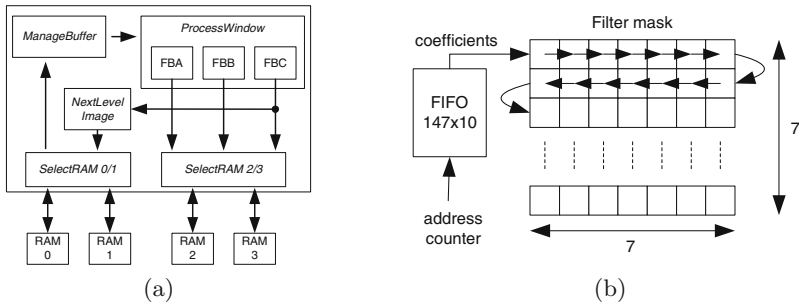 ManageBuffer
ProcessWindow
FBA
FBB
FBC
NextLevel
Image
SelectRAM 0/1
SelectRAM 2/3
RAM
0
RAM
1
RAM
2
RAM
3
(a)
Filter mask
coefficients
FIFO
147x10
7
address
counter
7
(b)